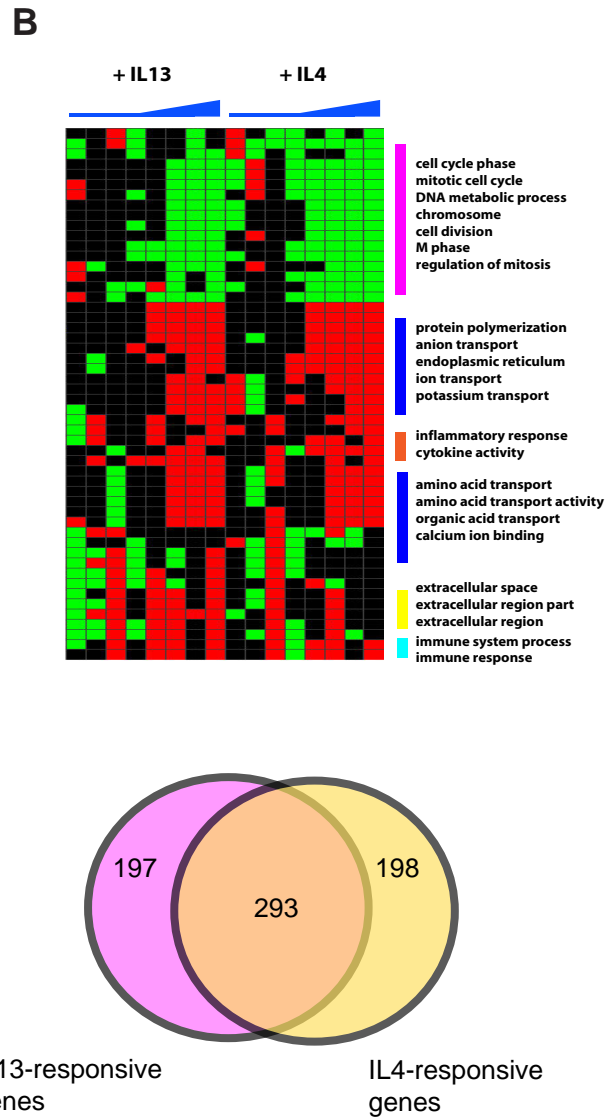 B
+ IL13 + IL4
cell cycle phase
mitotic cell cycle
DNA metabolic process
chromosome
cell division
M phase
regulation of mitosis
protein polymerization
anion transport
endoplasmic reticulum
ion transport
potassium transport
inflammatory response
cytokine activity
amino acid transport
amino acid transport activity
organic acid transport
calcium ion binding
extracellular space
extracellular region part
extracellular region
immune system process
immune response
197 293 198
13-responsive IL4-responsive
enes genes